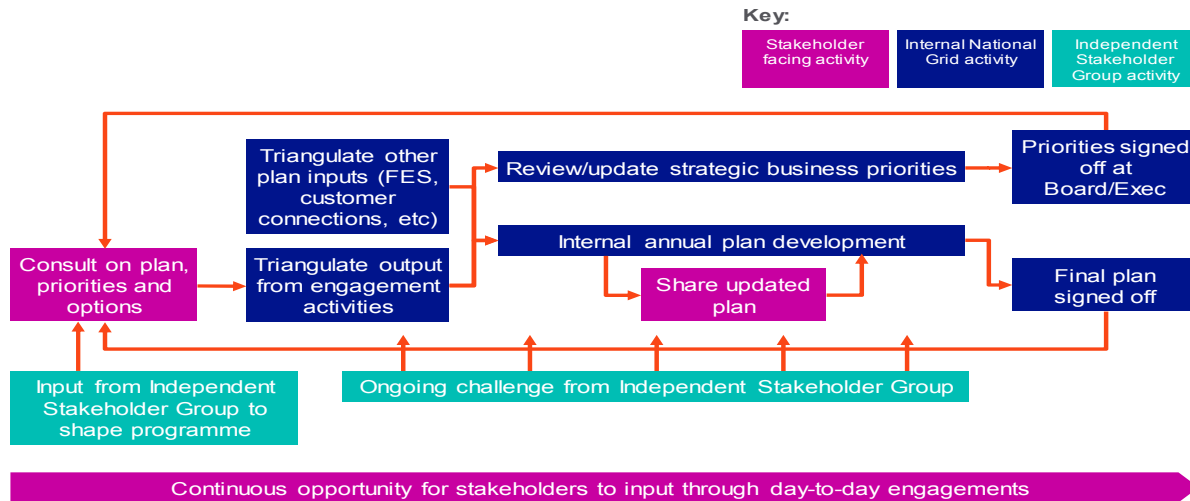 Key:
Stakeholder
facing activity
Internal National
Grid activity
Independent
Stakeholder
Group activity
Triangulate other
plan inputs (FES,
customer
connections, etc)
Review/update strategic business priorities
Priorities signed
off at
Board/Exec
Consult on plan,
priorities and
options
Triangulate output
from engagement
activities
Internal annual plan development
Share updated
plan
Final plan
signed off
Input from Independent
Stakeholder Group to
shape programme
Ongoing challenge from Independent Stakeholder Group
Continuous opportunity for stakeholders to input through day-to-day engagements